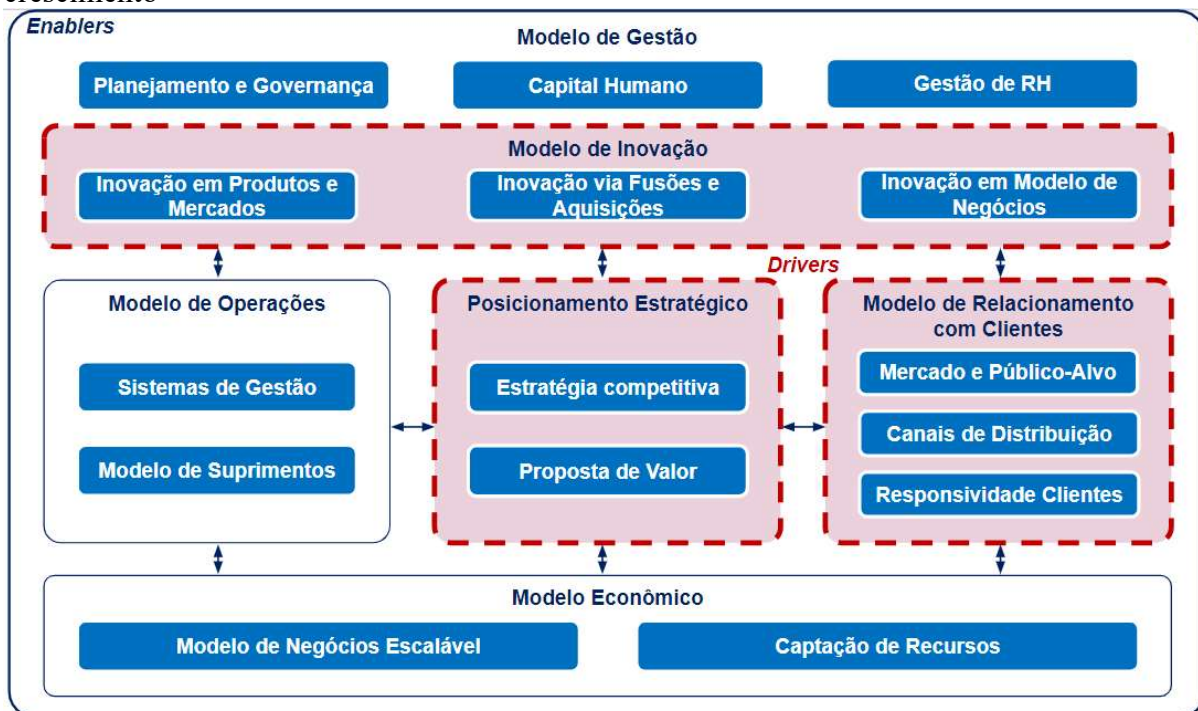 crescimento
Enablers
Modelo de Gestão
Planejamento e Governança
Capital Humano
Gestão de RH
Modelo de Inovação
Inovação em Produtos e
Mercados
Inovação via Fusões e
Aquisições
Inovação em Modelo de
Negócios
Drivers
Modelo de Operações
Sistemas de Gestão
Modelo de Suprimentos
Posicionamento Estratégico
Estratégia competitiva
Proposta de Valor
Modelo de Relacionamento
com Clientes
Mercado e Público-Alvo
Canais de Distribuição
Responsividade Clientes
Modelo Econômico
Modelo de Negócios Escalável
Captação de Recursos